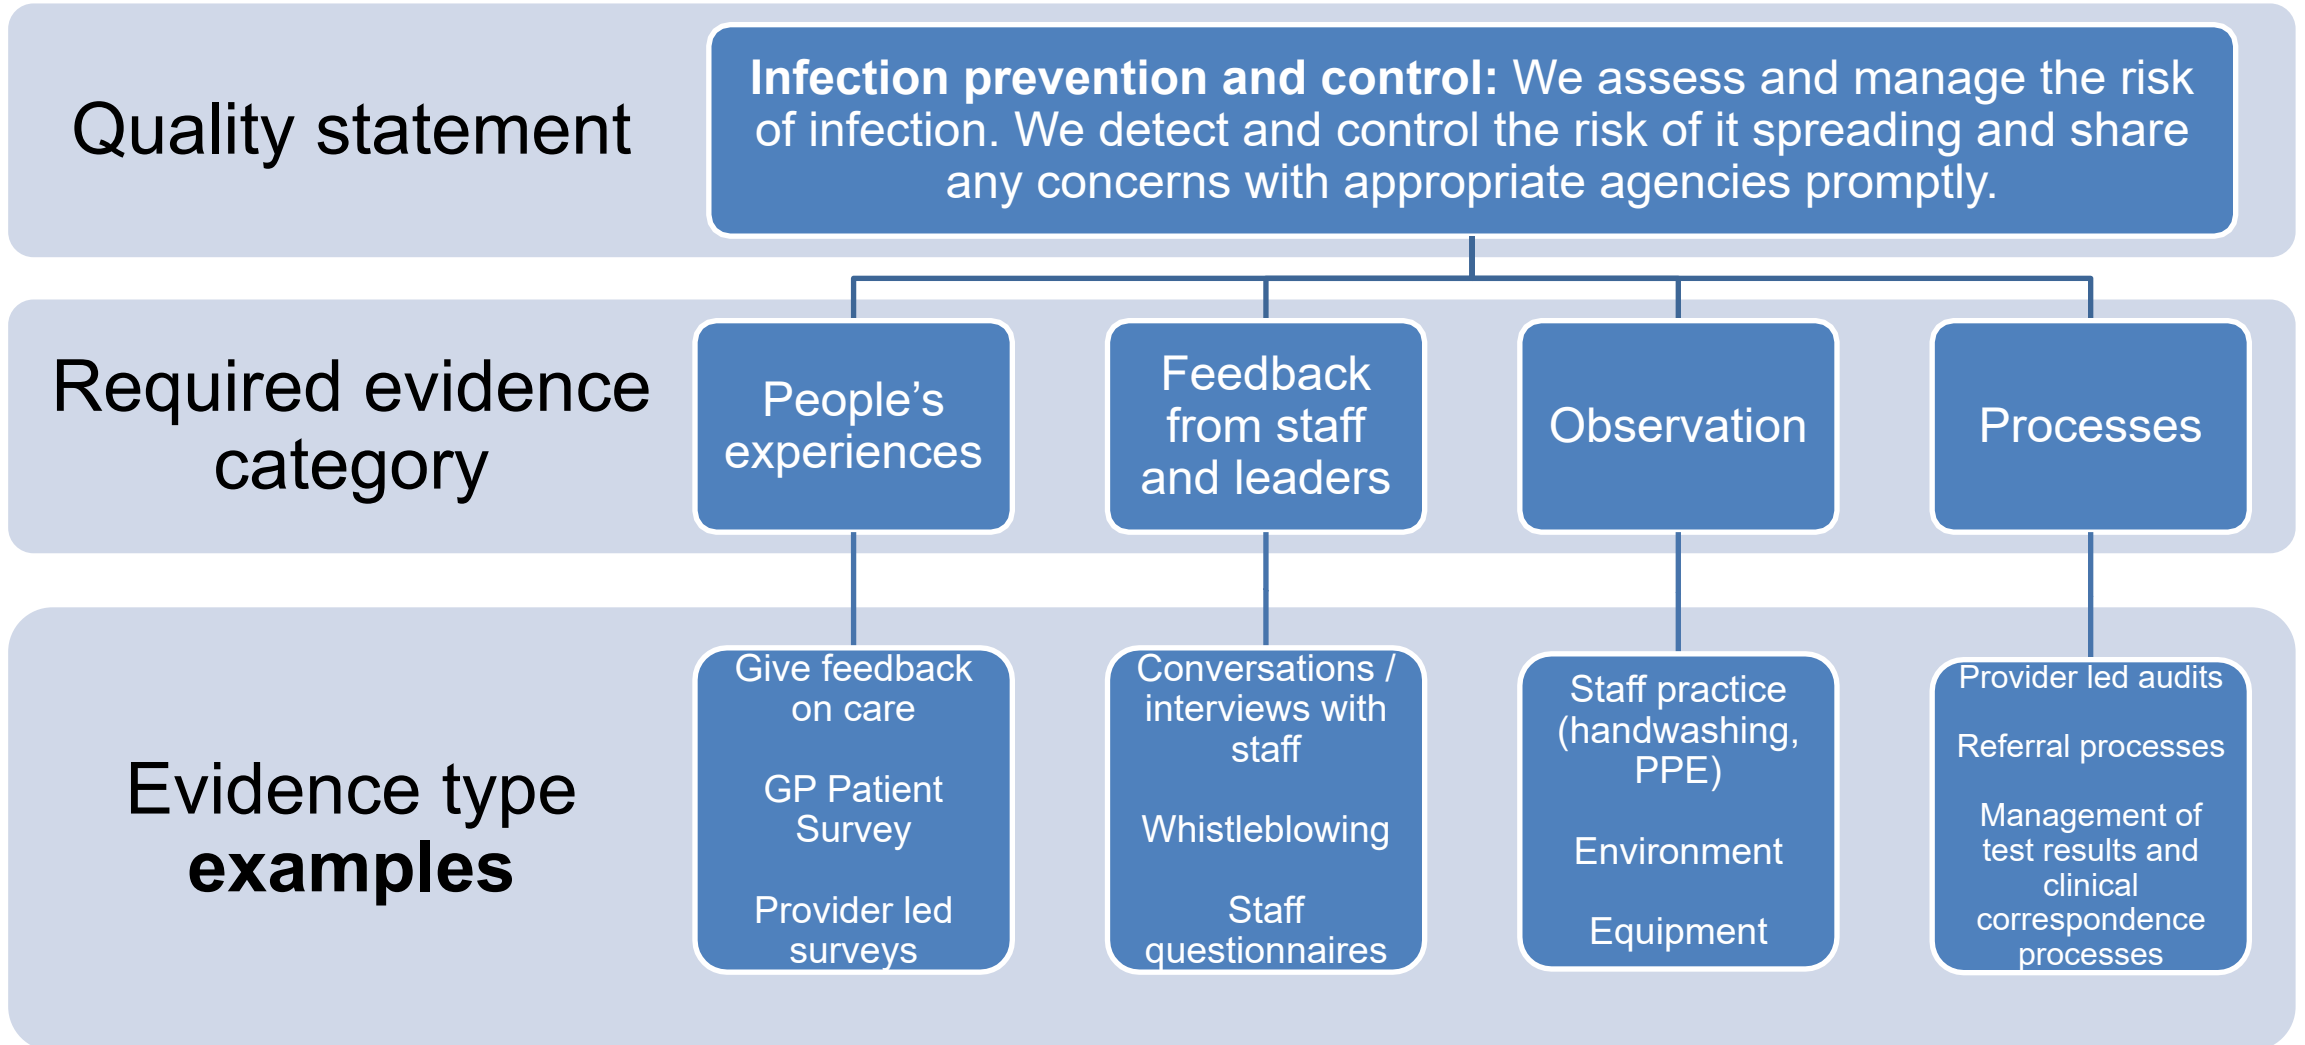 Quality statement
Infection prevention and control: We assess and manage the risk
of infection. We detect and control the risk of it spreading and share
any concerns with appropriate agencies promptly.
Required evidence
category
People’s
experiences
Feedback
from staff
and leaders
Observation
Processes
Evidence type
examples
Give feedback
on care
GP Patient
Survey
Provider led
surveys
Conversations /
interviews with
staff
Whistleblowing
Staff
questionnaires
Staff practice
(handwashing,
PPE)
Environment
Equipment
Provider led audits
Referral processes
Management of
test results and
clinical
correspondence
processes